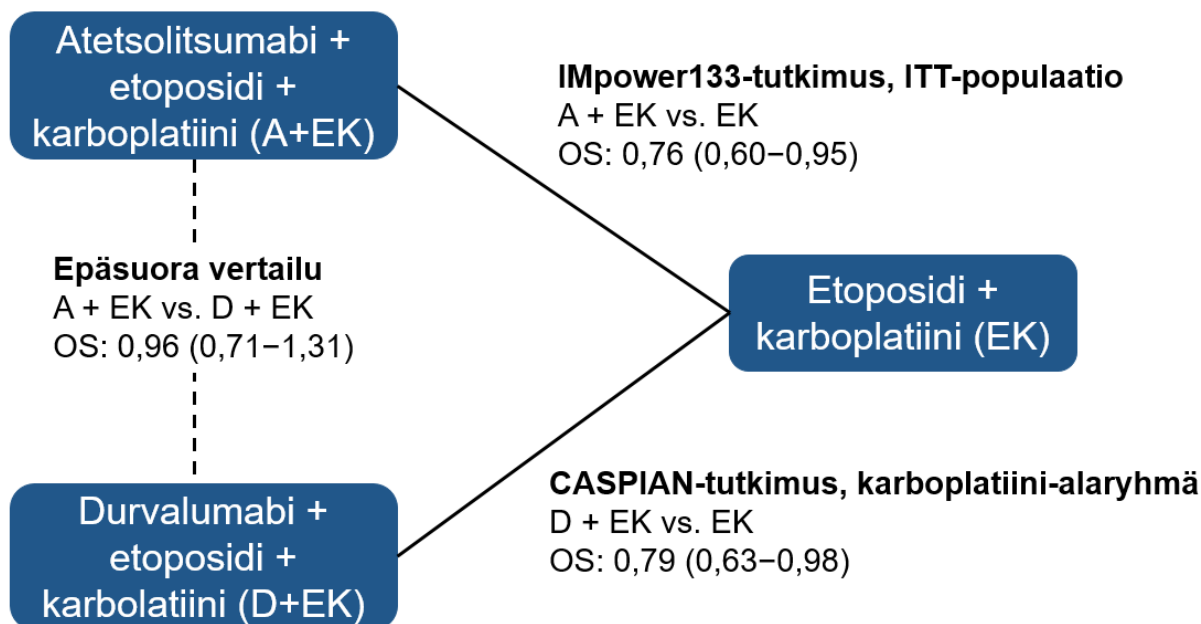 Atetsolitsumabi +
etoposidi +
karboplatiini (A+EK)
IMpower133-tutkimus, ITT-populaatio
A + EK vs. EK
OS: 0,76 (0,60−0,95)
Epäsuora vertailu
A + EK vs. D + EK
OS: 0,96 (0,71−1,31)
Etoposidi +
karboplatiini (EK)
Durvalumabi +
etoposidi +
karbolatiini (D+EK)
CASPIAN-tutkimus, karboplatiini-alaryhmä
D + EK vs. EK
OS: 0,79 (0,63−0,98)